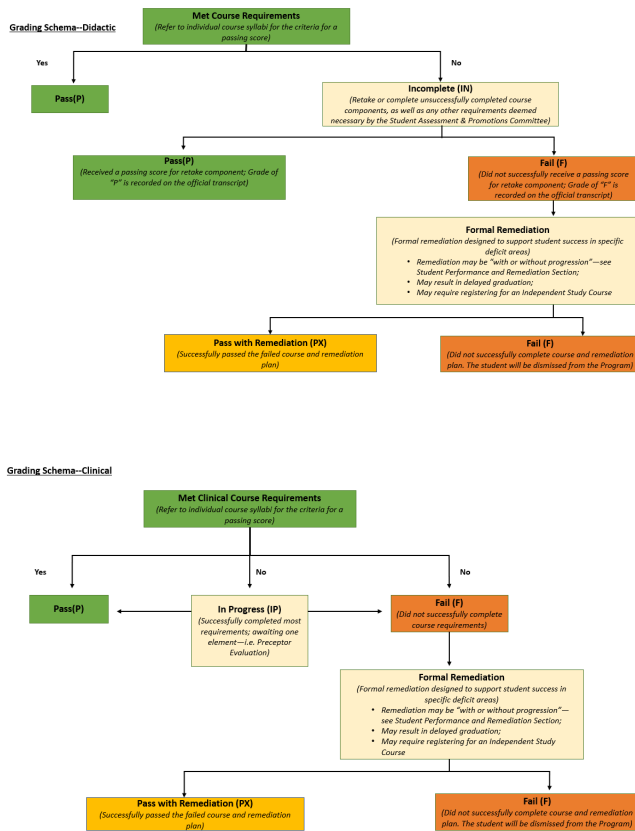 Grading Schema--Didactic
Met Course Requirements
(Refer to individual course syllabi for the criteria for a
passing score)
Yes
No
Pass(P)
Incomplete (IN)
(Retake or complete unsuccessfully completed course
components, as well as any other requirements deemed
necessary by the Student Assessment & Promotions Committee)
Pass(P)
(Received a passing score for retake component; Grade of
"P" is recorded on the official transcript)
Fail (F)
(Did not successfully receive a passing score
for retake component; Grade of "F" is
recorded on the official transcript)
Formal Remediation
(Formal remediation designed to support student success in specific
deficit areas)
• Remediation may be "with or without progression"—see
Student Performance and Remediation Section;
• May result in delayed graduation;
• May require registering for an Independent Study Course
Pass with Remediation (PX)
(Successfully passed the failed course and remediation
plan)
Fail (F)
(Did not successfully complete course and remediation
plan. The student will be dismissed from the Program)
Grading Schema--Clinical
Met Clinical Course Requirements
(Refer to individual course syllabi for the criteria for a
passing score)
Yes
No
No
Pass(P)
In Progress (IP)
(Successfully completed most
requirements; awaiting one
element—i.e. Preceptor
Evaluation)
Fail (F)
(Did not successfully complete
course requirements)
Formal Remediation
(Formal remediation designed to support student success in
specific deficit areas)
• Remediation may be "with or without progression"—
see Student Performance and Remediation Section;
• May result in delayed graduation;
• May require registering for an Independent Study
Course
Pass with Remediation (PX)
(Successfully passed the failed course and remediation
plan)
Fail (F)
(Did not successfully complete course and remediation
plan. The student will be dismissed from the Program)